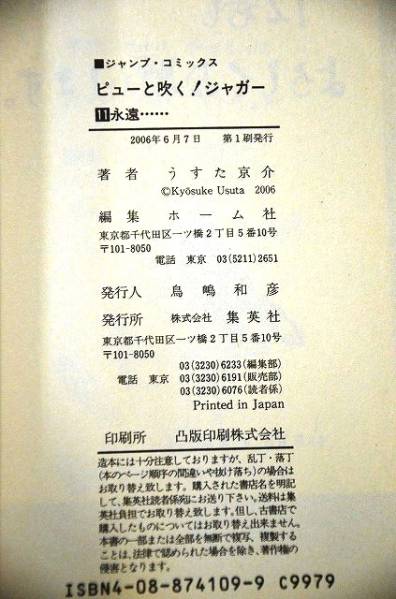 ■ジャンプ・コミックス
ピューと吹く!ジャガー
11永遠……
2006年6月7日 第1刷発行
著者 うすた京介
©Kyōsuke Usuta 2006
編集 ホーム社
東京都千代田区一ツ橋2丁目5番10号
〒101-8050
電話 東京 03(5211)2651
発行人 鳥嶋和彦
発行所 株式会社 集英社
東京都千代田区一ツ橋2丁目5番10号
〒101-8050
03(3230)6233(編集部)
電話 東京 03(3230)6191(販売部)
03(3230)6076(読者係)
Printed in Japan
印刷所 凸版印刷株式会社
造本には十分注意しておりますが、乱丁・落丁
(本のページ順序の間違いや抜け落ち)の場合は
お取り替え致します。購入された書店名を明記
して、集英社読者係宛にお送り下さい。送料は集
英社負担でお取り替え致します。但し、古書店で
購入したものについてはお取り替え出来ません。
本書の一部または全部を無断で複写、複製する
ことは、法律で認められた場合を除き、著作権の
侵害となります。
ISBN4-08-874109-9 C9979